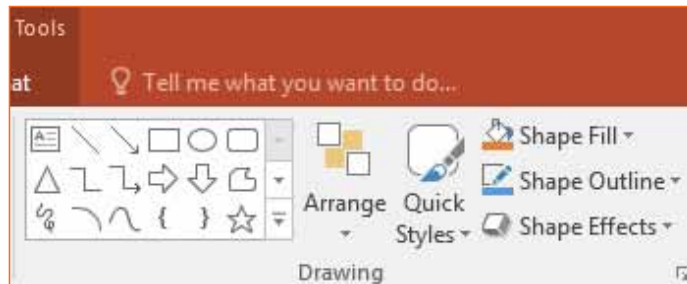 Tools
at
Tell me what you want to do...
Shape Fill
Shape Outline
Arrange
Quick
Styles
Shape Effects
Drawing